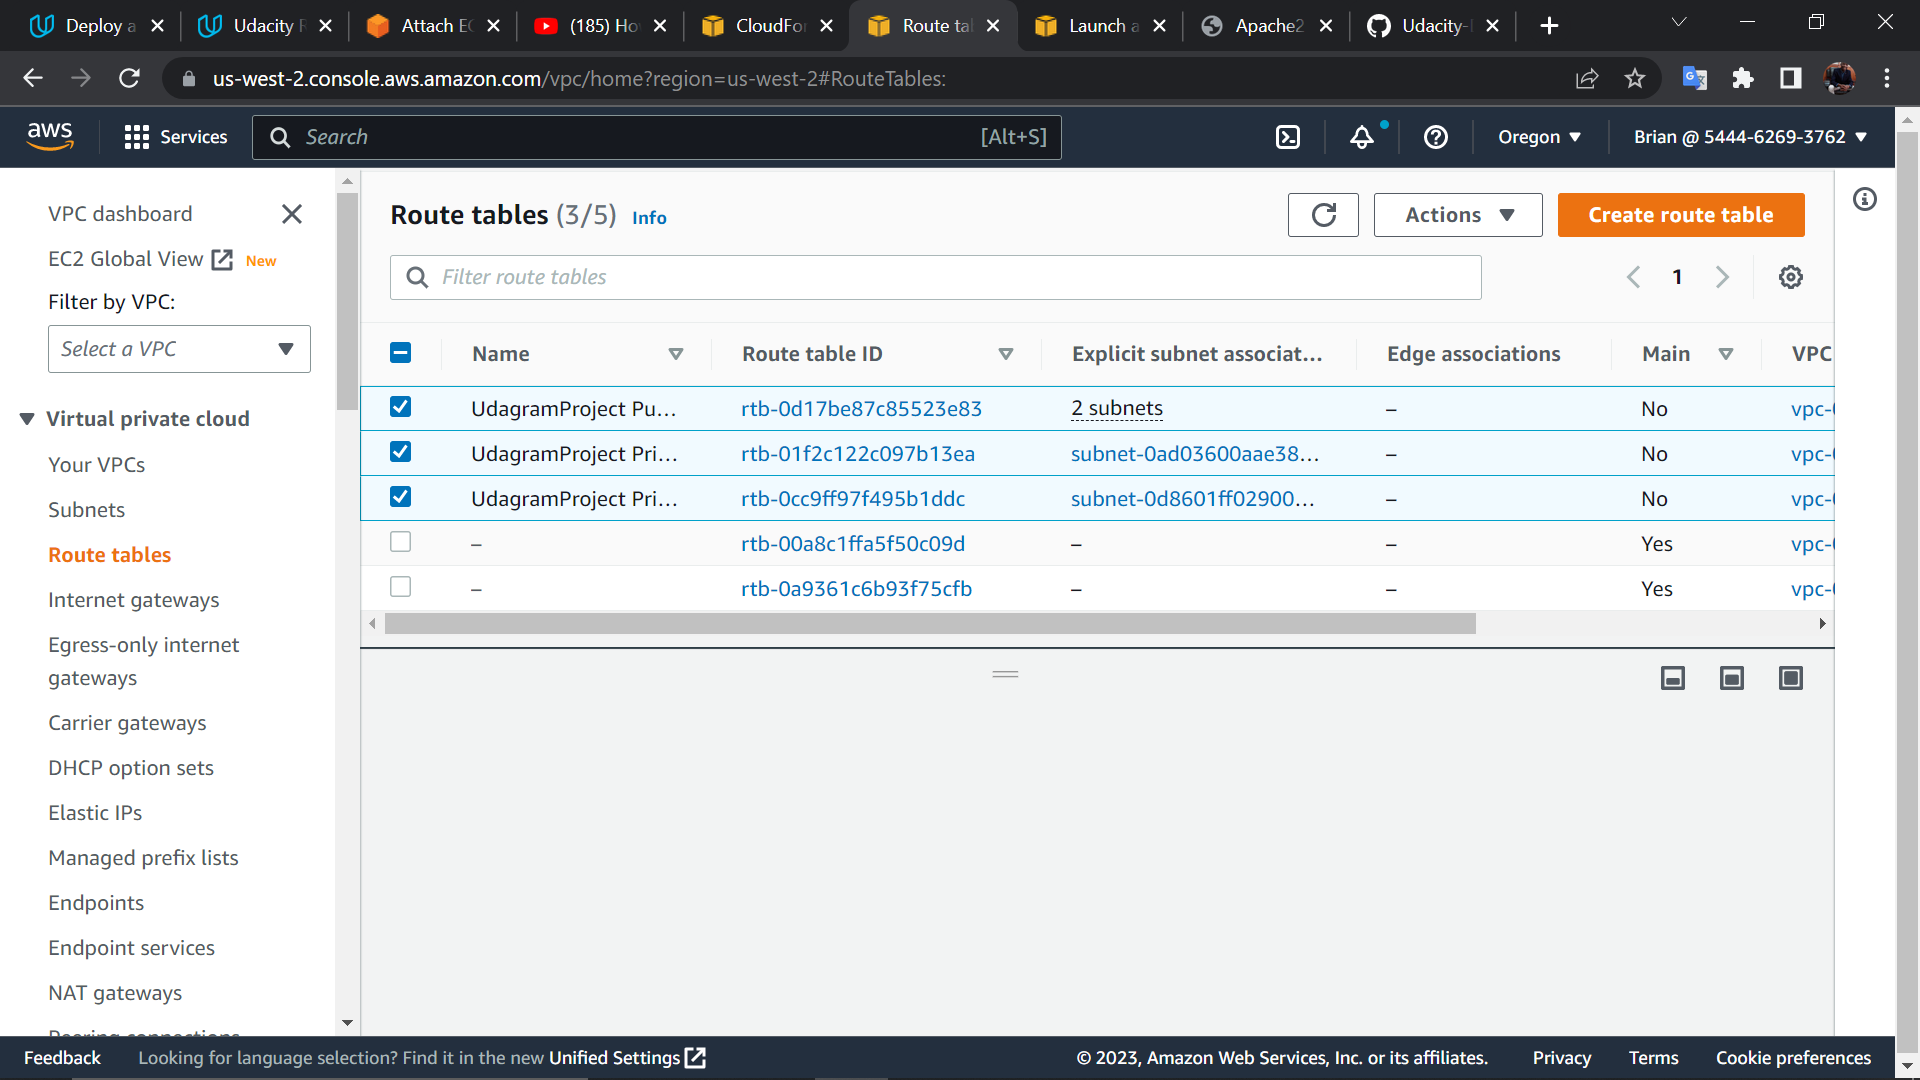 Deploy a
Udacity R
Attach EC
(185) Ho
CloudFor
Route tab
Launch a
Apache2
Udacity-
us-west-2.console.aws.amazon.com/vpc/home?region=us-west-2#RouteTables:
aws
Services
Search
[Alt+S]
Oregon
Brian @ 5444-6269-3762
VPC dashboard
EC2 Global View New
Filter by VPC:
Select a VPC
Virtual private cloud
Your VPCs
Subnets
Route tables
Internet gateways
Egress-only internet
gateways
Carrier gateways
DHCP option sets
Elastic IPs
Managed prefix lists
Endpoints
Endpoint services
NAT gateways
Peering connections
Route tables (3/5) Info
Actions
Create route table
Filter route tables
1
Name Route table ID Explicit subnet associat... Edge associations Main VPC
UdagramProject Pu... rtb-0d17be87c85523e83 2 subnets – No vpc-0
UdagramProject Pri... rtb-01f2c122c097b13ea subnet-0ad03600aae38... – No vpc-0
UdagramProject Pri... rtb-0cc9ff97f495b1ddc subnet-0d8601ff02900... – No vpc-0
– rtb-00a8c1ffa5f50c09d – – Yes vpc-0
– rtb-0a9361c6b93f75cfb – – Yes vpc-0
Feedback
Looking for language selection? Find it in the new Unified Settings
© 2023, Amazon Web Services, Inc. or its affiliates.
Privacy
Terms
Cookie preferences